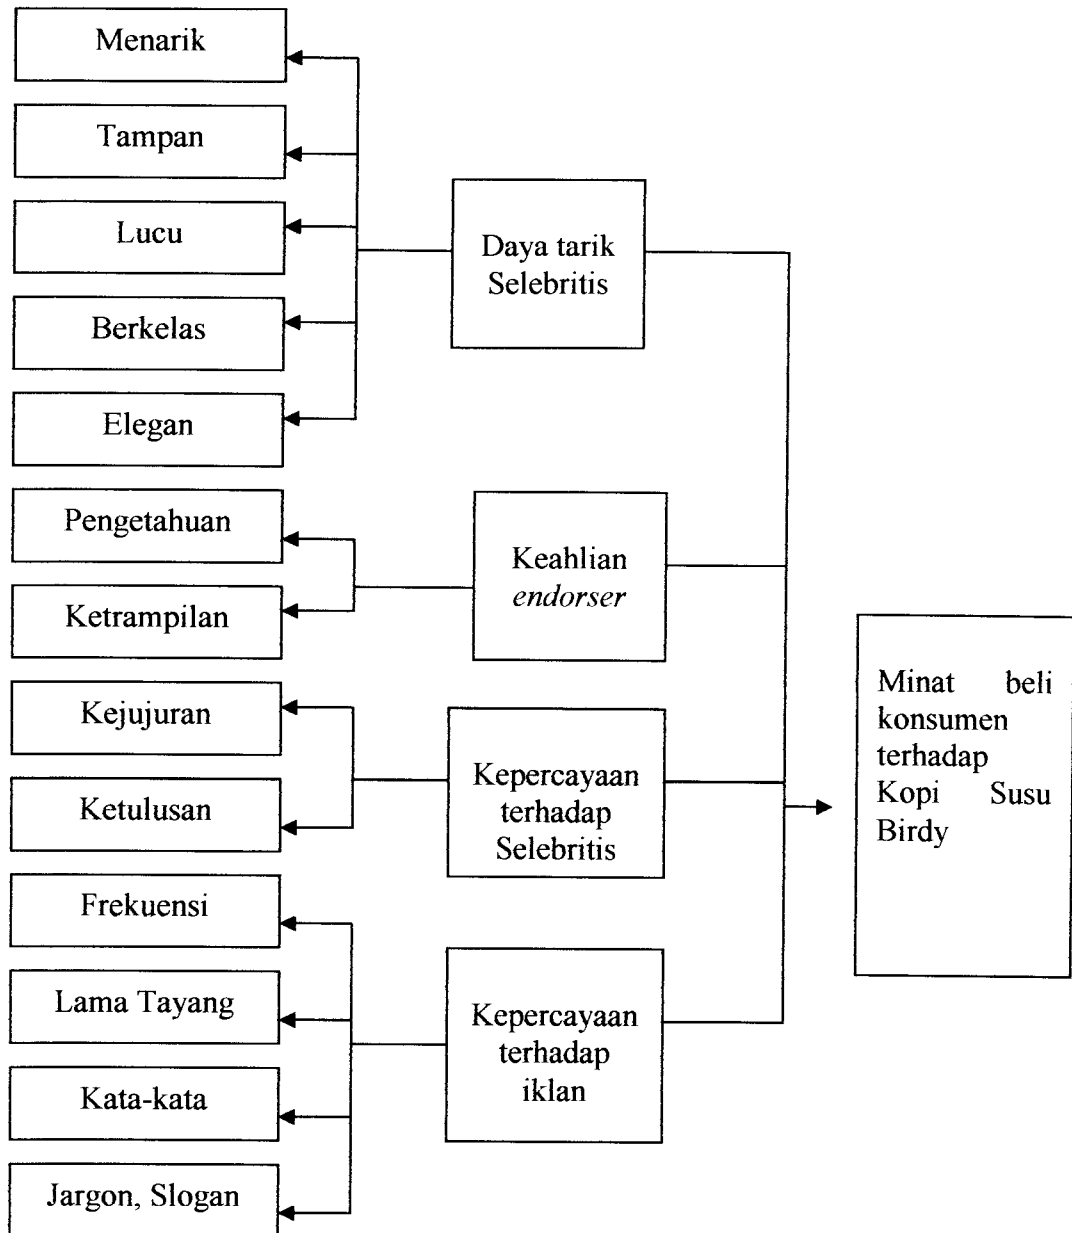 Menarik
Tampan
Lucu
Berkelas
Elegan
Pengetahuan
Ketrampilan
Kejujuran
Ketulusan
Frekuensi
Lama Tayang
Kata-kata
Jargon, Slogan
Daya tarik
Selebritis
Keahlian
endorser
Kepercayaan
terhadap
Selebritis
Kepercayaan
terhadap
iklan
Minat beli
konsumen
terhadap
Kopi Susu
Birdy